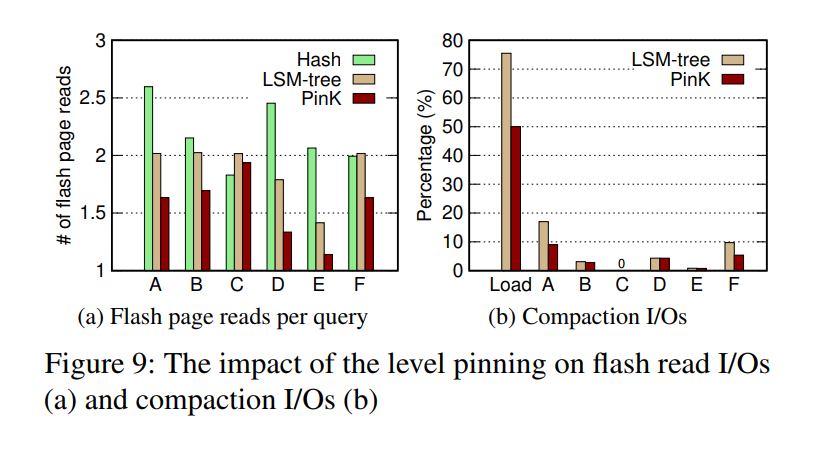 3
2.5
2
1.5
1
# of flash page reads
Hash
LSM-tree
PinK
A B C D E F
(a) Flash page reads per query
80
70
60
50
40
30
20
10
0
Percentage (%)
LSM-tree
PinK
0
Load A B C D E F
(b) Compaction I/Os
Figure 9: The impact of the level pinning on flash read I/Os
(a) and compaction I/Os (b)